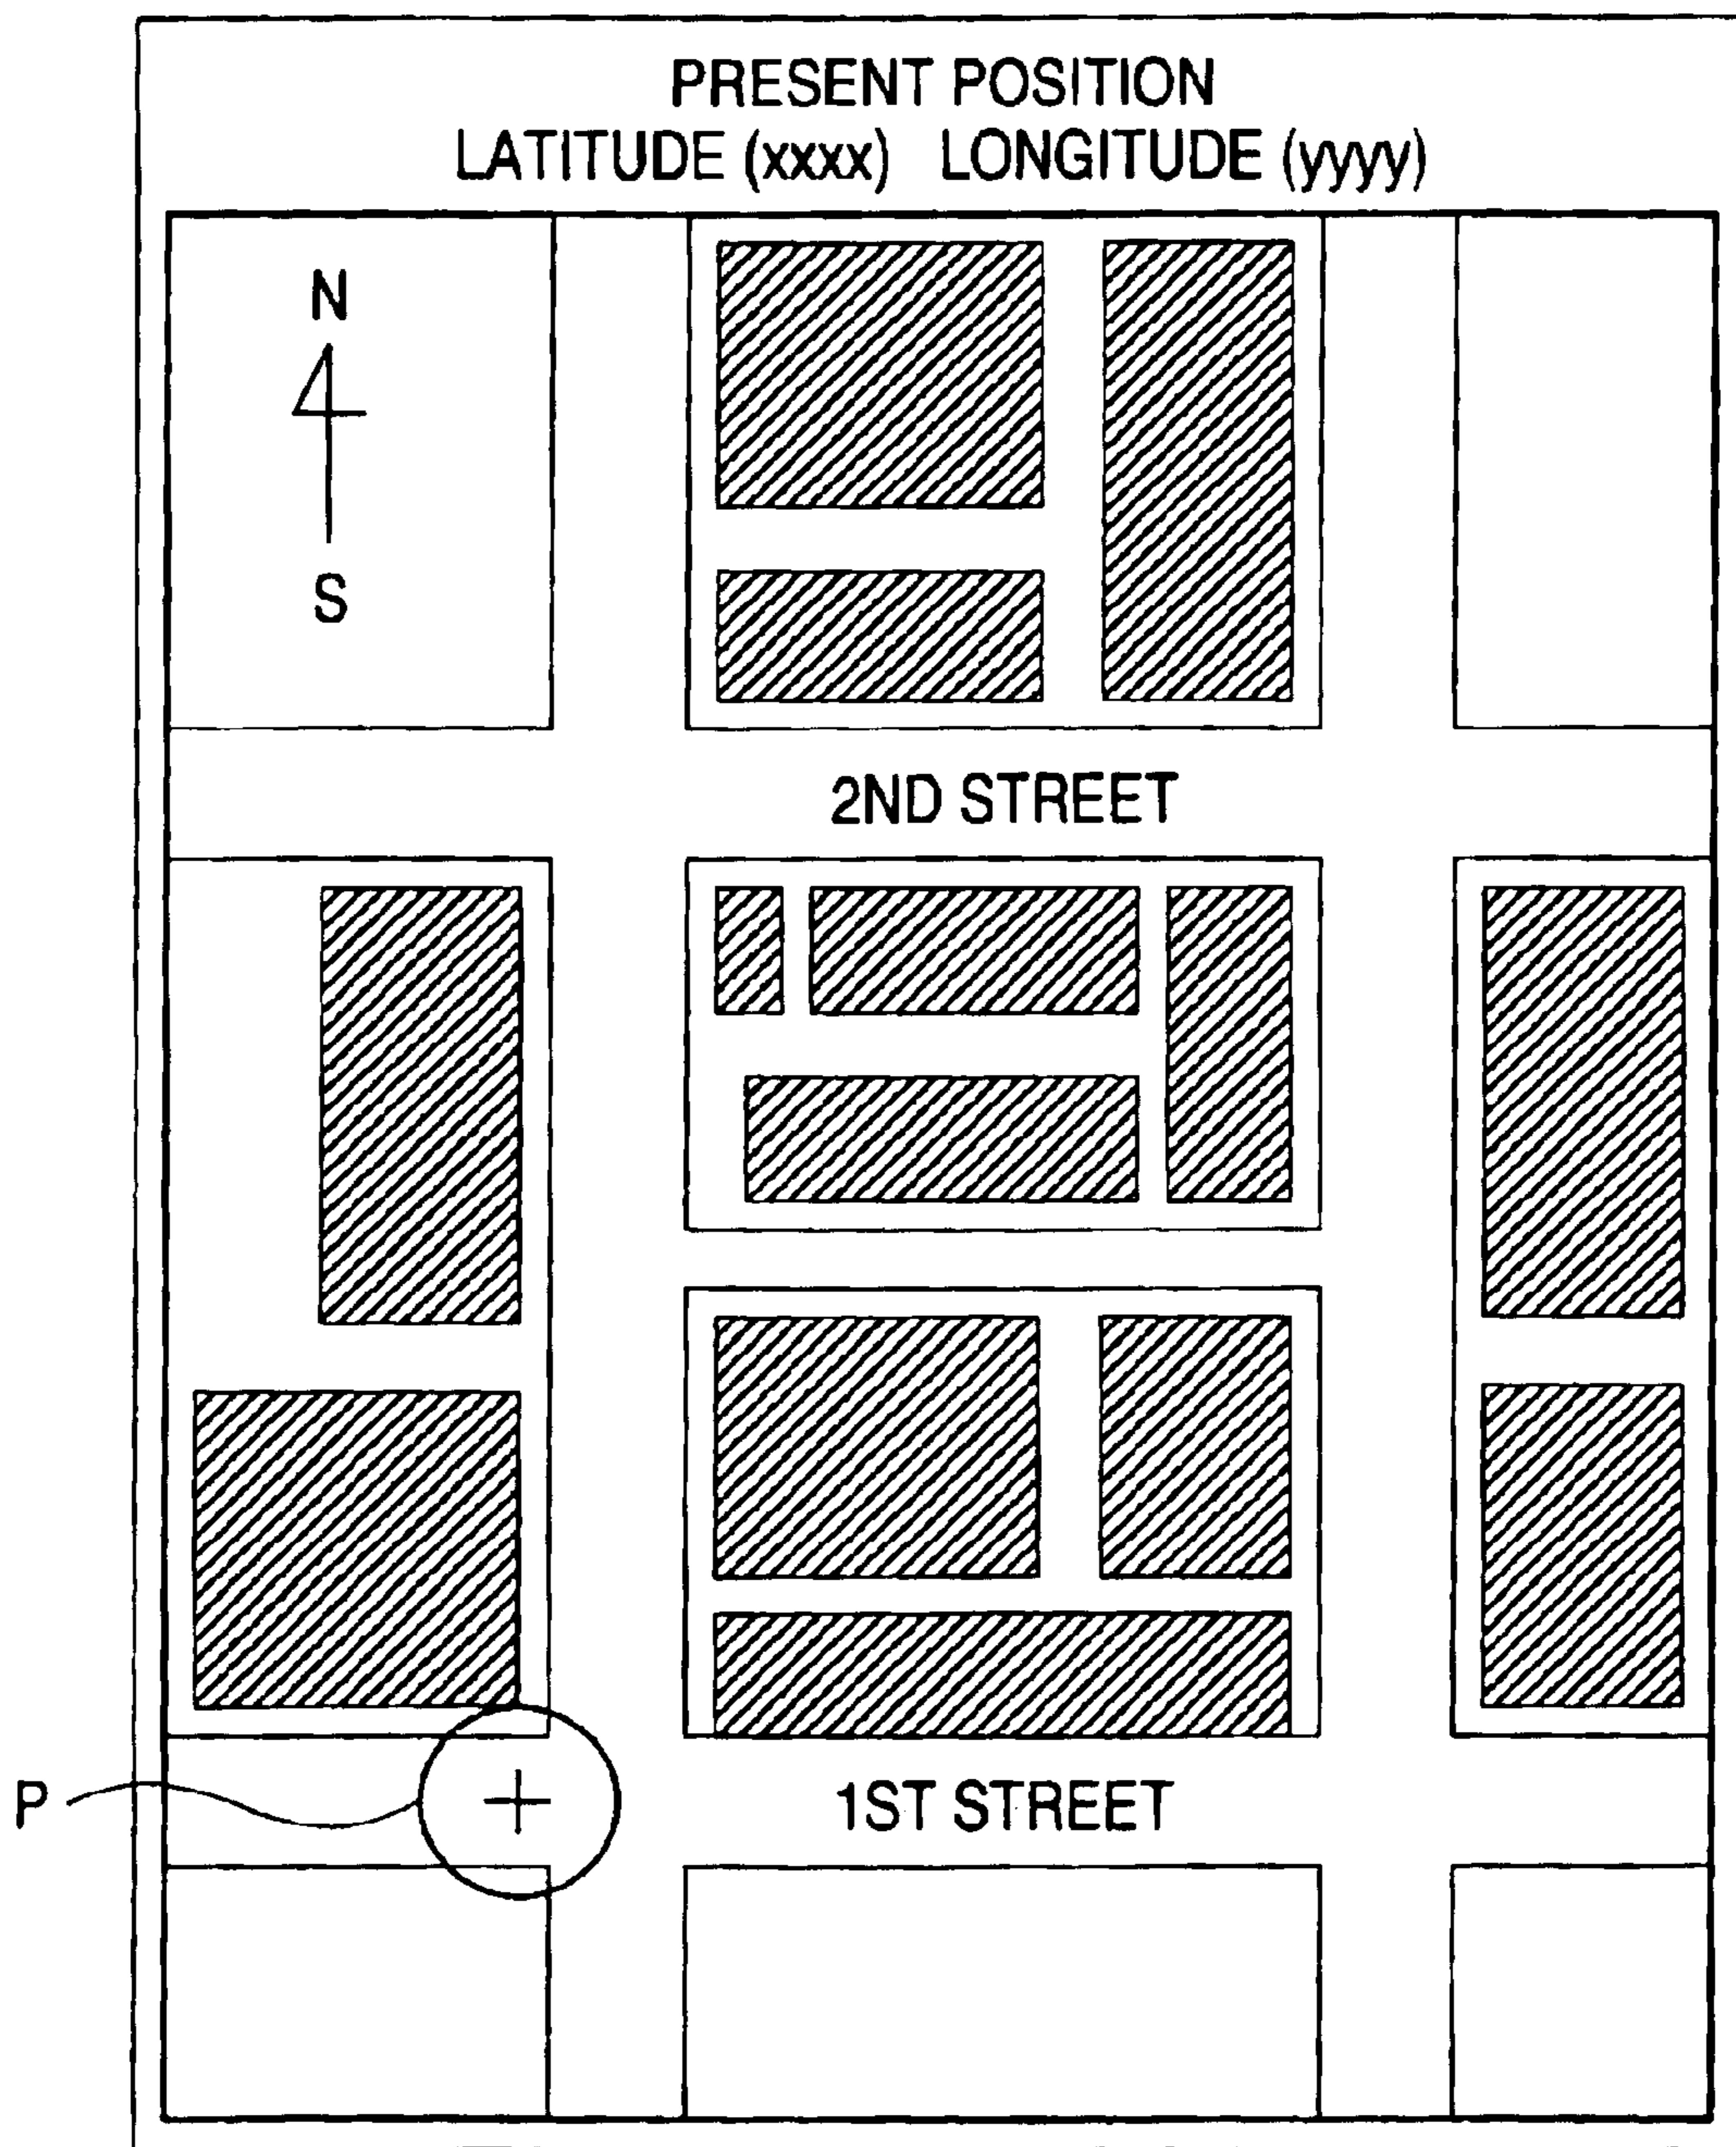 PRESENT POSITION
LATITUDE (xxxx) LONGITUDE (yyyy)
N
S
2ND STREET
P
1ST STREET